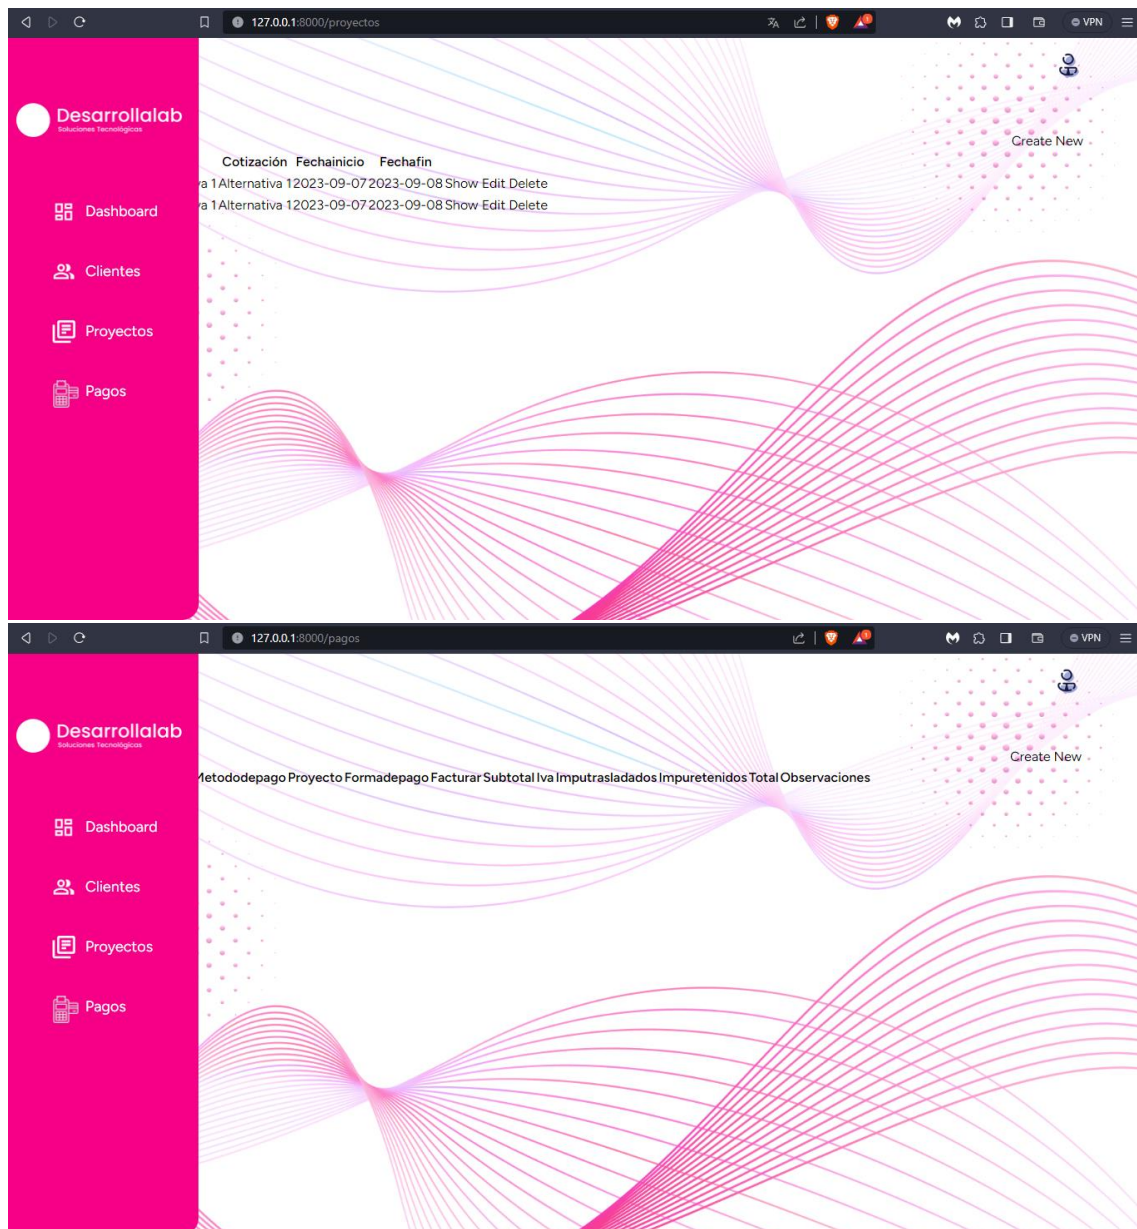 127.0.0.1:8000/proyectos
VPN
Desarrollalab
Soluciones Tecnológicas
Create New
Cotización Fechainicio Fechafin
va 1 Alternativa 1 2023-09-07 2023-09-08 Show Edit Delete
va 1 Alternativa 1 2023-09-07 2023-09-08 Show Edit Delete
Dashboard
Clientes
Proyectos
Pagos
127.0.0.1:8000/pagos
VPN
Desarrollalab
Soluciones Tecnológicas
Create New
Metododepago Proyecto Formadepago Facturar Subtotal Iva Imputrasladados Impuretenidos Total Observaciones
Dashboard
Clientes
Proyectos
Pagos